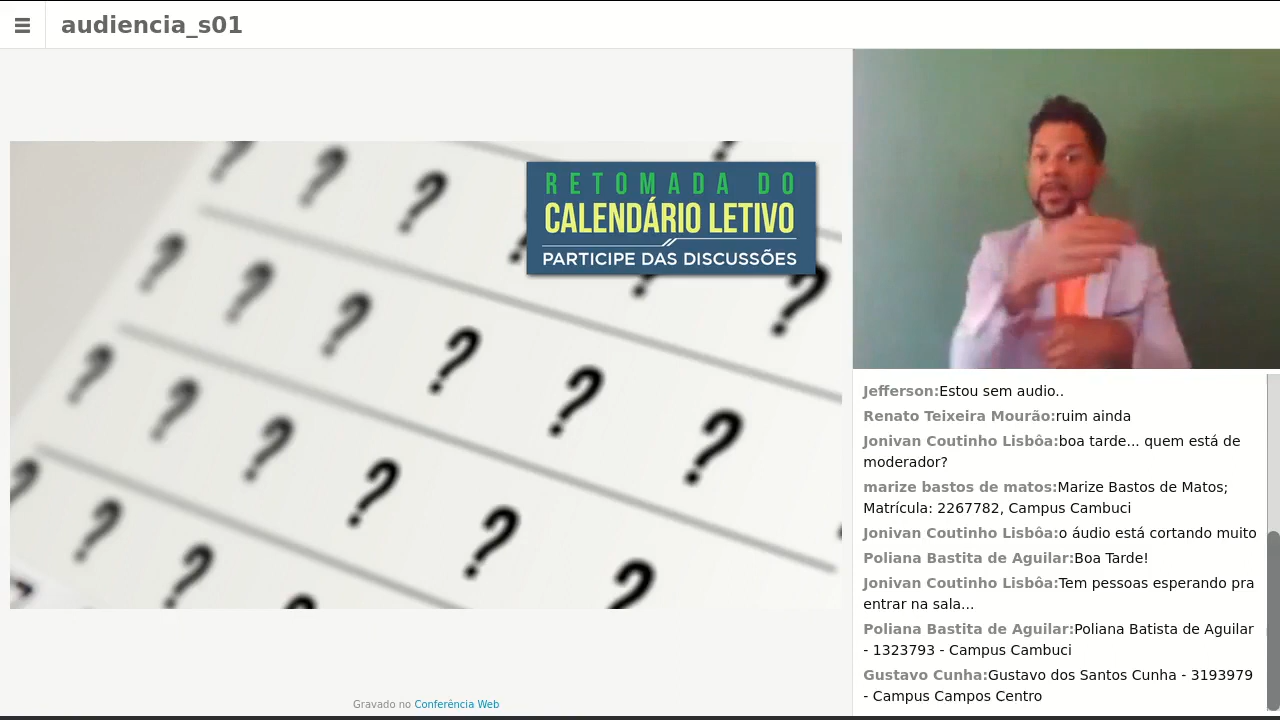 audiencia_s01
RETOMADA DO
CALENDÁRIO LETIVO
PARTICIPE DAS DISCUSSÕES
Jefferson:Estou sem audio..
Renato Teixeira Mourão:ruim ainda
Jonivan Coutinho Lisbôa:boa tarde... quem está de
moderador?
marize bastos de matos:Marize Bastos de Matos;
Matrícula: 2267782, Campus Cambuci
Jonivan Coutinho Lisbôa:o áudio está cortando muito
Poliana Bastita de Aguilar:Boa Tarde!
Jonivan Coutinho Lisbôa:Tem pessoas esperando pra
entrar na sala...
Poliana Bastita de Aguilar:Poliana Batista de Aguilar
- 1323793 - Campus Cambuci
Gustavo Cunha:Gustavo dos Santos Cunha - 3193979
- Campus Campos Centro
Gravado no Conferência Web